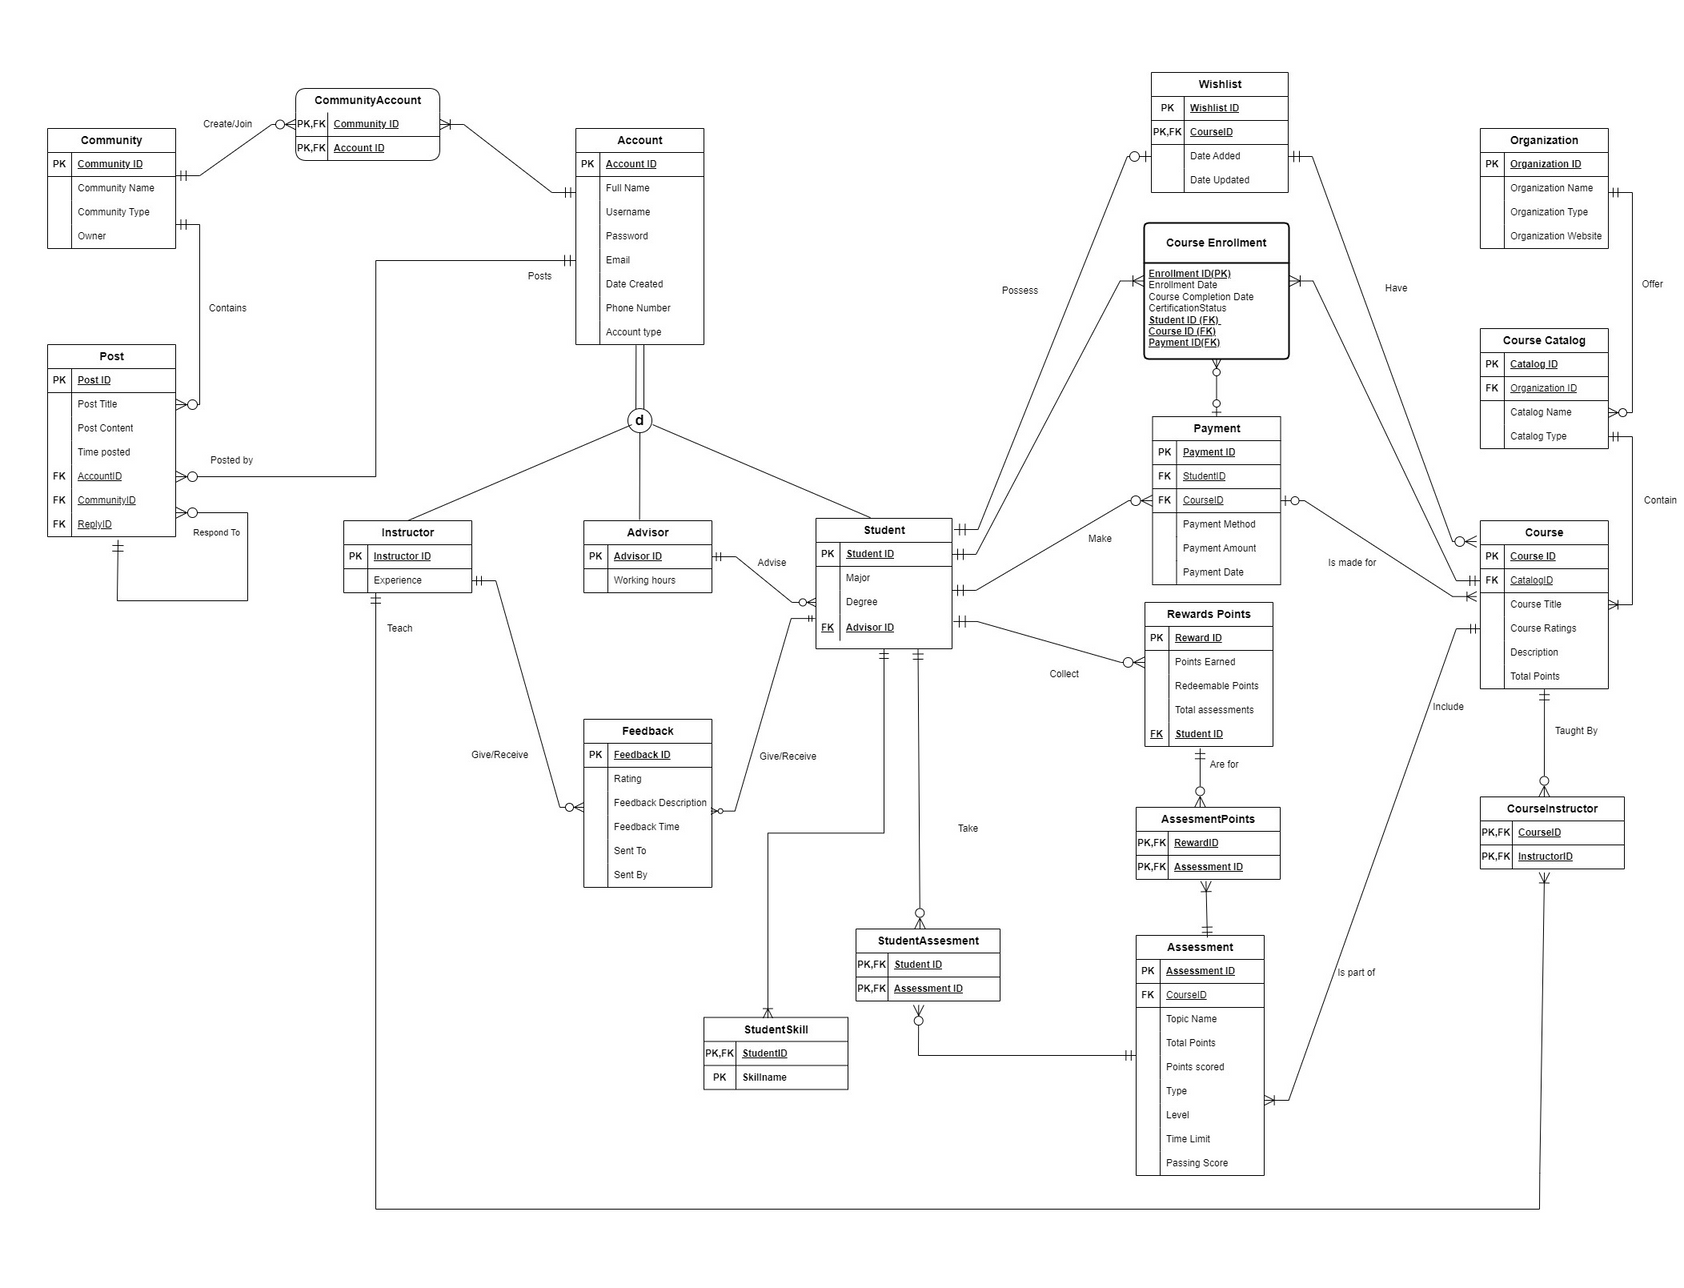 Wishlist
PK Wishlist ID
PK,FK CourseID
Date Added
Date Updated
CommunityAccount
PK,FK Community ID
PK,FK Account ID
Create/Join
Community
PK Community ID
Community Name
Community Type
Owner
Account
PK Account ID
Full Name
Username
Password
Email
Date Created
Phone Number
Account type
Organization
PK Organization ID
Organization Name
Organization Type
Organization Website
Course Enrollment
Enrollment ID(PK)
Enrollment Date
Course Completion Date
CertificationStatus
Student ID (FK)
Course ID (FK)
Payment ID(FK)
Posts
Possess
Have
Offer
Contains
Course Catalog
PK Catalog ID
FK Organization ID
Catalog Name
Catalog Type
Post
PK Post ID
Post Title
Post Content
Time posted
FK AccountID
FK CommunityID
FK ReplyID
Posted by
Respond To
d
Payment
PK Payment ID
FK StudentID
FK CourseID
Payment Method
Payment Amount
Payment Date
Contain
Instructor
PK Instructor ID
Experience
Advisor
PK Advisor ID
Working hours
Advise
Student
PK Student ID
Major
Degree
FK Advisor ID
Make
Is made for
Course
PK Course ID
FK CatalogID
Course Title
Course Ratings
Description
Total Points
Teach
Rewards Points
PK Reward ID
Points Earned
Redeemable Points
Total assessments
FK Student ID
Collect
Include
Taught By
Feedback
PK Feedback ID
Rating
Feedback Description
Feedback Time
Sent To
Sent By
Give/Receive
Give/Receive
Are for
AssesmentPoints
PK,FK RewardID
PK,FK Assessment ID
CourseInstructor
PK,FK CourseID
PK,FK InstructorID
Take
StudentAssesment
PK,FK Student ID
PK,FK Assessment ID
Assessment
PK Assessment ID
FK CourseID
Topic Name
Total Points
Points scored
Type
Level
Time Limit
Passing Score
Is part of
StudentSkill
PK,FK StudentID
PK Skillname